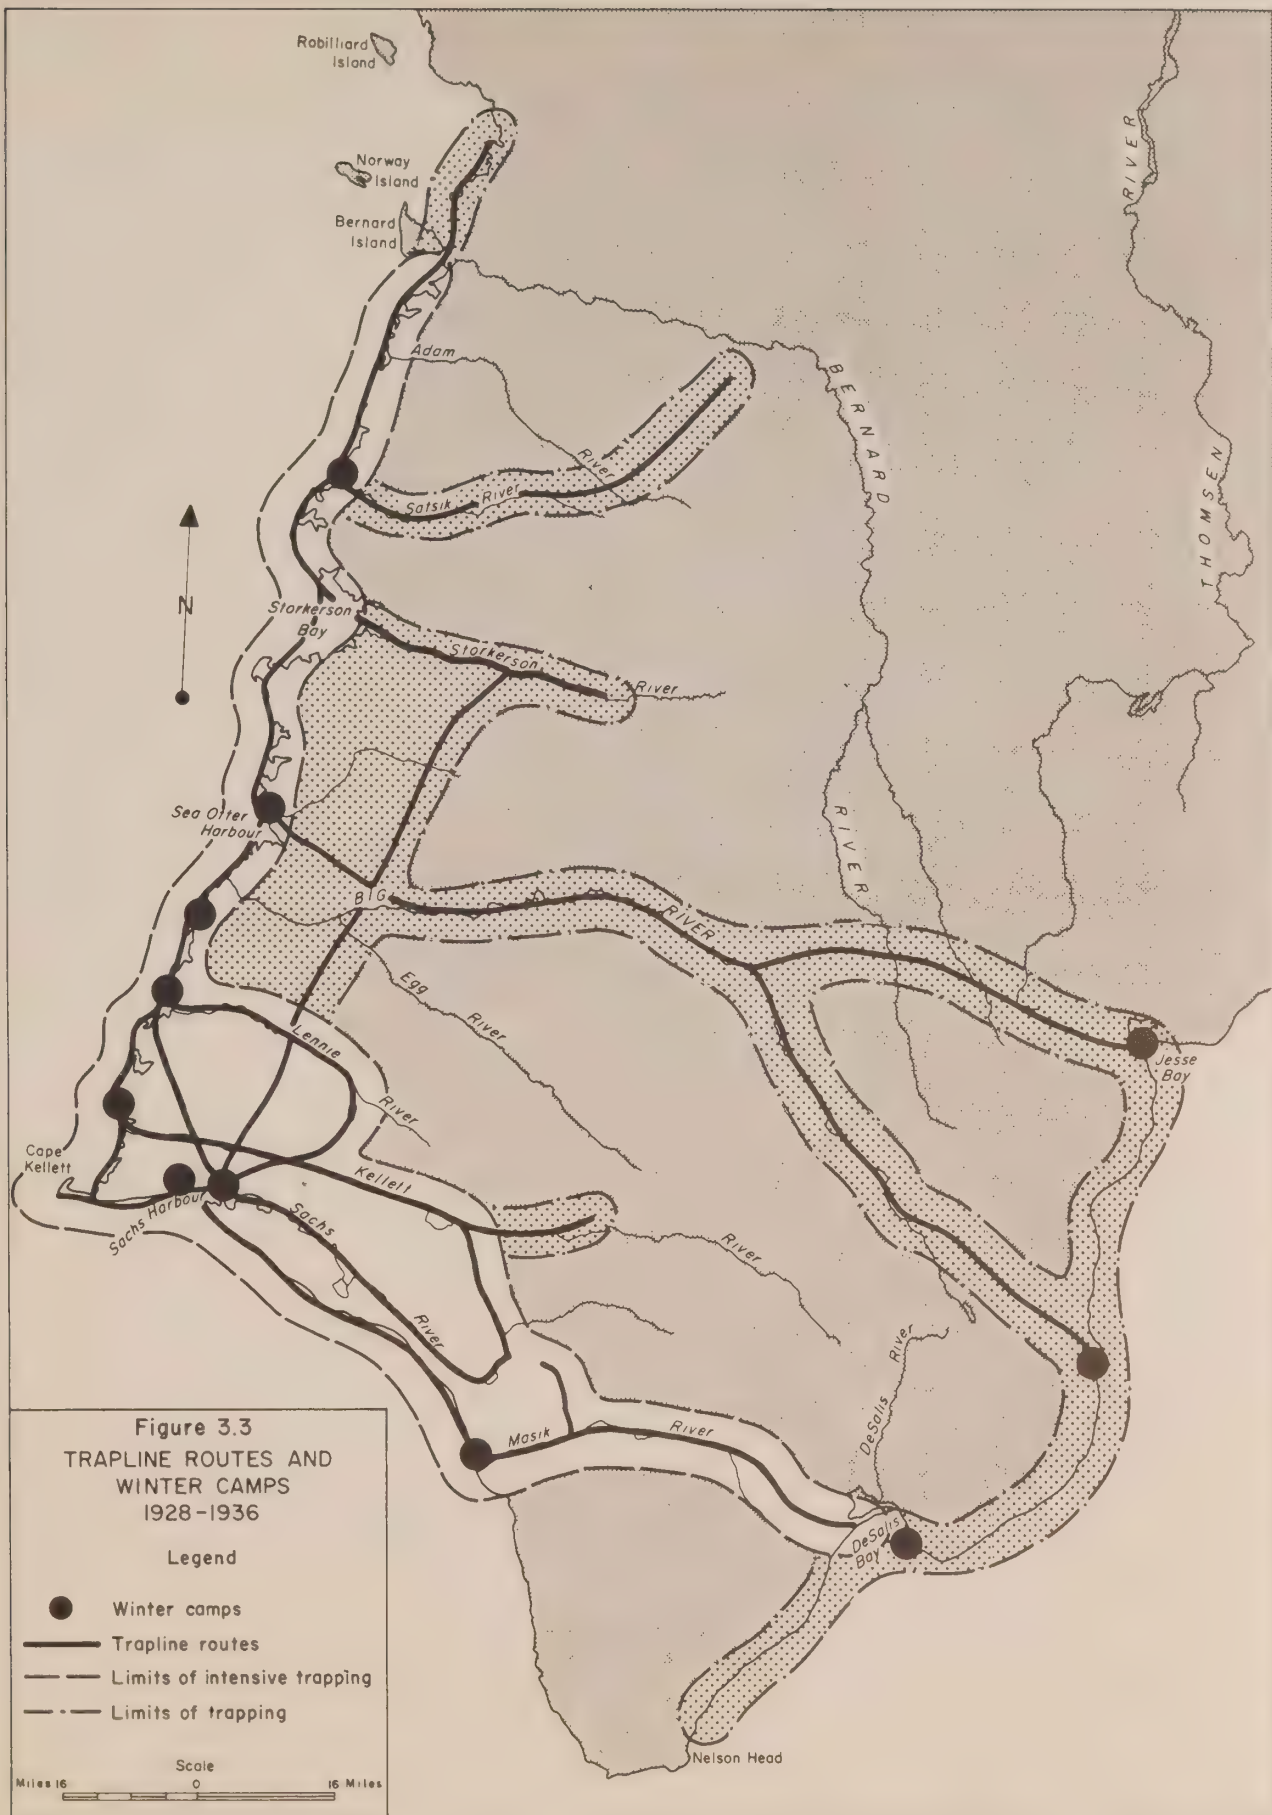 Robilliard
Island
Norway
Island
Bernard
Island
RIVER
Adam
River
BERNARD
Satsik River
THOMSEN
N
Storkerson
Bay
Storkerson
River
Sea Otter
Harbour
RIVER
BIG
RIVER
Egg
River
Lennie
River
Jesse
Bay
Cape
Kellett
Kellett
Sachs Harbour
Sachs
River
River
DeSalis River
Masik River
DeSalis
Bay
Nelson Head
Figure 3.3
TRAPLINE ROUTES AND
WINTER CAMPS
1928-1936
Legend
Winter camps
Trapline routes
Limits of intensive trapping
Limits of trapping
Scale
Miles 16 0 16 Miles